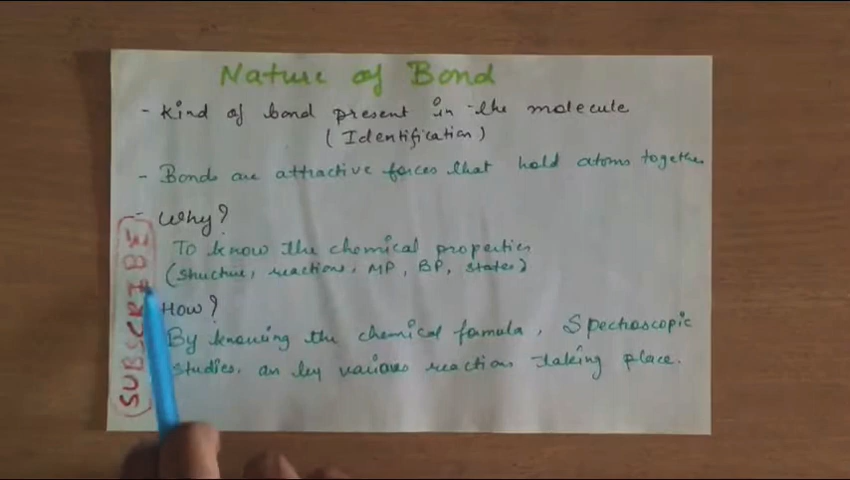 Nature of Bond
- Kind of bond present in the molecule
(Identification)
- Bonds are attractive forces that hold atoms together
- Why?
To know the chemical properties
(structure, reactions, MP, BP, states)
How?
By knowing the chemical formula, Spectroscopic
studies, an by various reactions taking place.
SUBSCRIBE